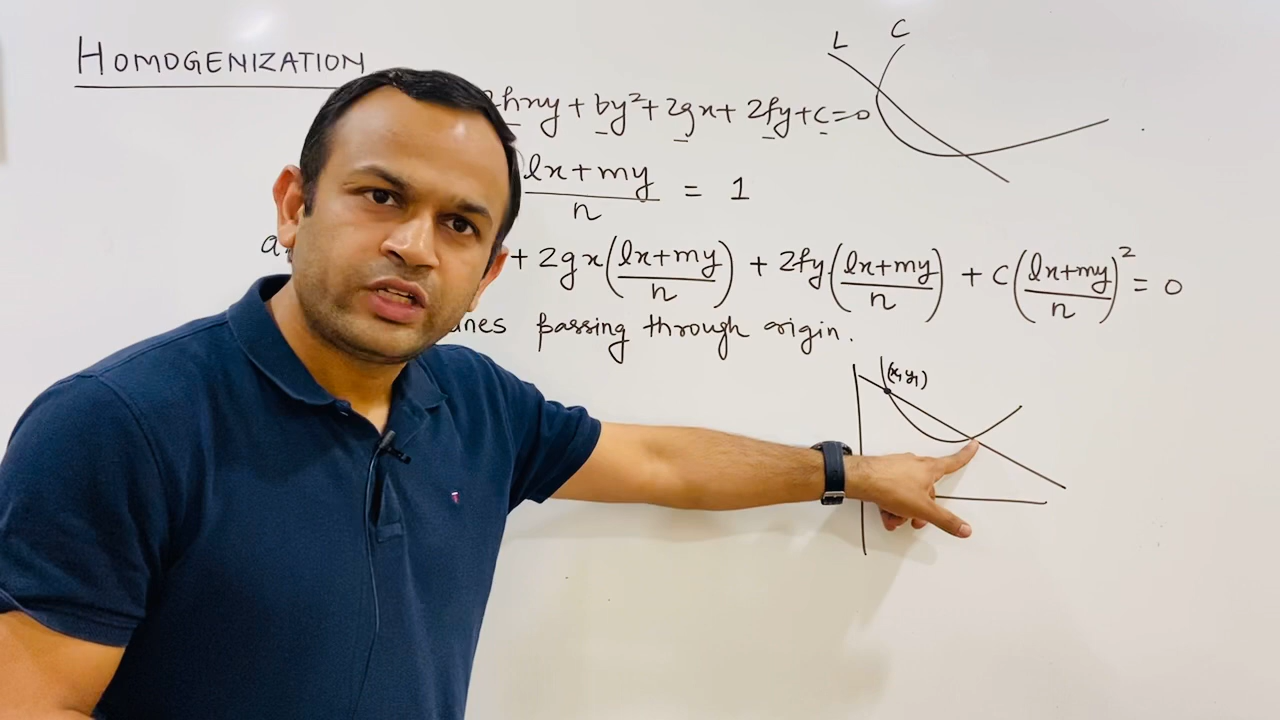 HOMOGENIZATION
L
C
2hxy + by² + 2gx + 2fy + c = 0
lx + my / n = 1
a
+ 2gx(lx + my / n) + 2fy(lx + my / n) + c(lx + my / n)² = 0
passing through origin.
(x₁ y₁)